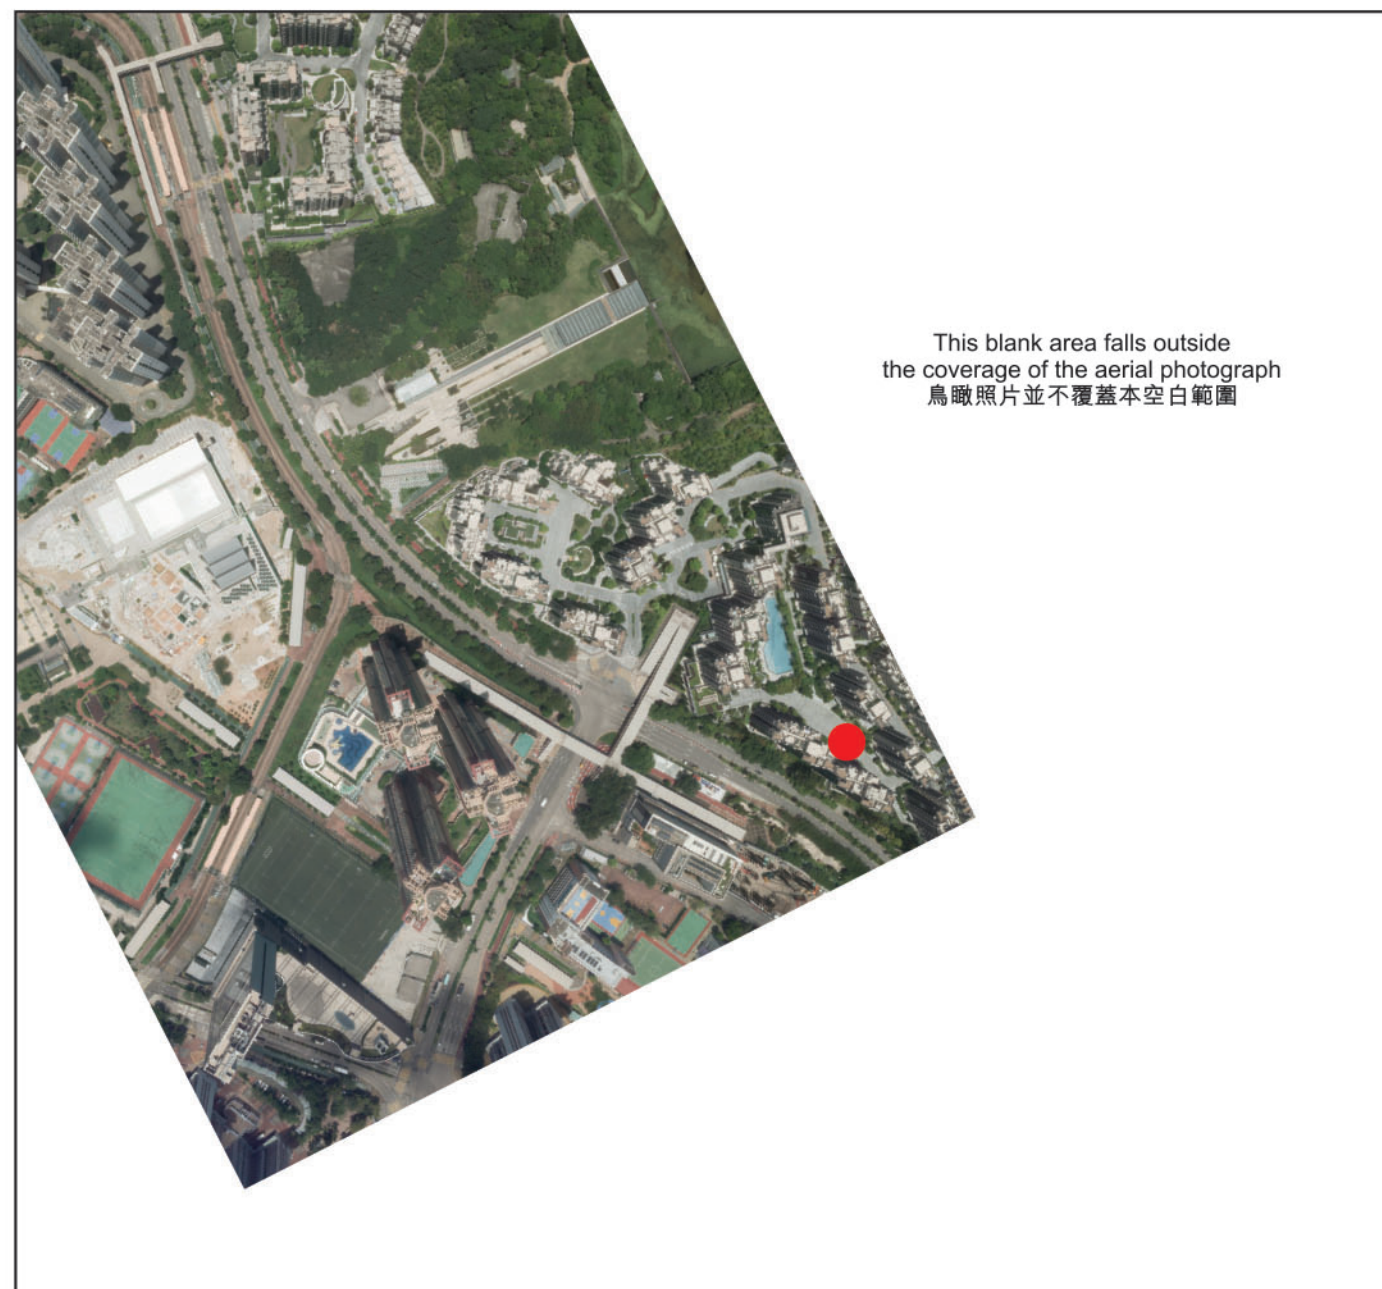 This blank area falls outside
the coverage of the aerial photograph
鳥瞰照片並不覆蓋本空白範圍